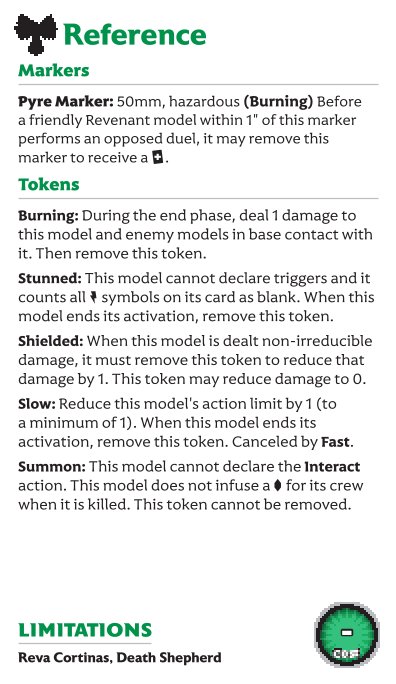 Reference
Markers
Pyre Marker: 50mm, hazardous (Burning) Before
a friendly Revenant model within 1" of this marker
performs an opposed duel, it may remove this
marker to receive a .
Tokens
Burning: During the end phase, deal 1 damage to
this model and enemy models in base contact with
it. Then remove this token.
Stunned: This model cannot declare triggers and it
counts all symbols on its card as blank. When this
model ends its activation, remove this token.
Shielded: When this model is dealt non-irreducible
damage, it must remove this token to reduce that
damage by 1. This token may reduce damage to 0.
Slow: Reduce this model's action limit by 1 (to
a minimum of 1). When this model ends its
activation, remove this token. Canceled by Fast.
Summon: This model cannot declare the Interact
action. This model does not infuse a for its crew
when it is killed. This token cannot be removed.
LIMITATIONS
Reva Cortinas, Death Shepherd
-